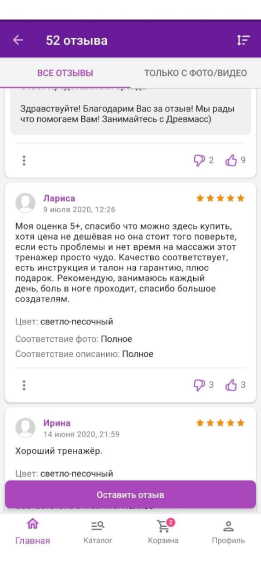 52 отзыва
ВСЕ ОТЗЫВЫ
ТОЛЬКО С ФОТО/ВИДЕО
Здравствуйте! Благодарим Вас за отзыв! Мы рады
что помогаем Вам! Занимайтесь с Древмасс)
2
9
Лариса
9 июля 2020, 12:26
Моя оценка 5+, спасибо что можно здесь купить,
хотя цена не дешёвая но она стоит того поверьте,
если есть проблемы и нет время на массажи этот
тренажер просто чудо. Качество соответствует,
есть инструкция и талон на гарантию, плюс
подарок. Рекомендую, занимаюсь каждый
день, боль в ноге проходит, спасибо большое
создателям.
Цвет: светло-песочный
Соответствие фото: Полное
Соответствие описанию: Полное
3
3
Ирина
14 июня 2020, 21:59
Хороший тренажёр.
Цвет: светло-песочный
Оставить отзыв
2
Главная
Каталог
Корзина
Профиль